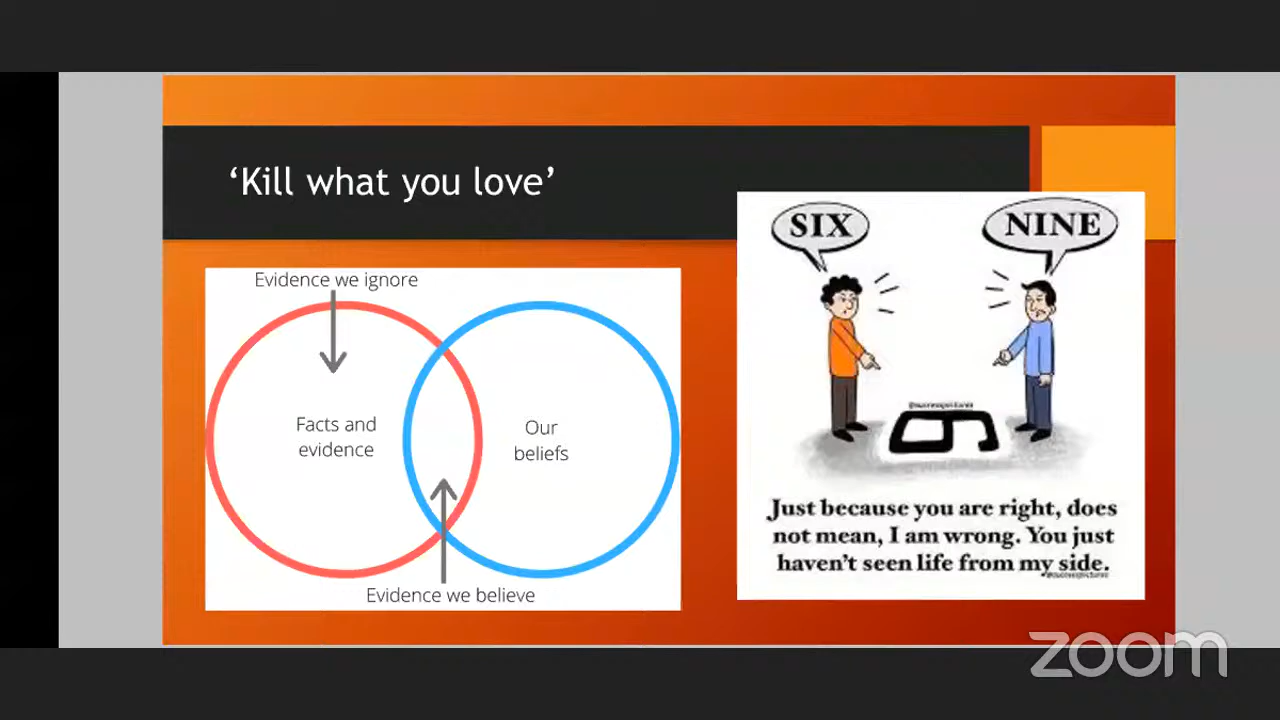 ‘Kill what you love’
Evidence we ignore
Facts and
evidence
Our
beliefs
Evidence we believe
SIX
NINE
Just because you are right, does
not mean, I am wrong. You just
haven’t seen life from my side.
zoom